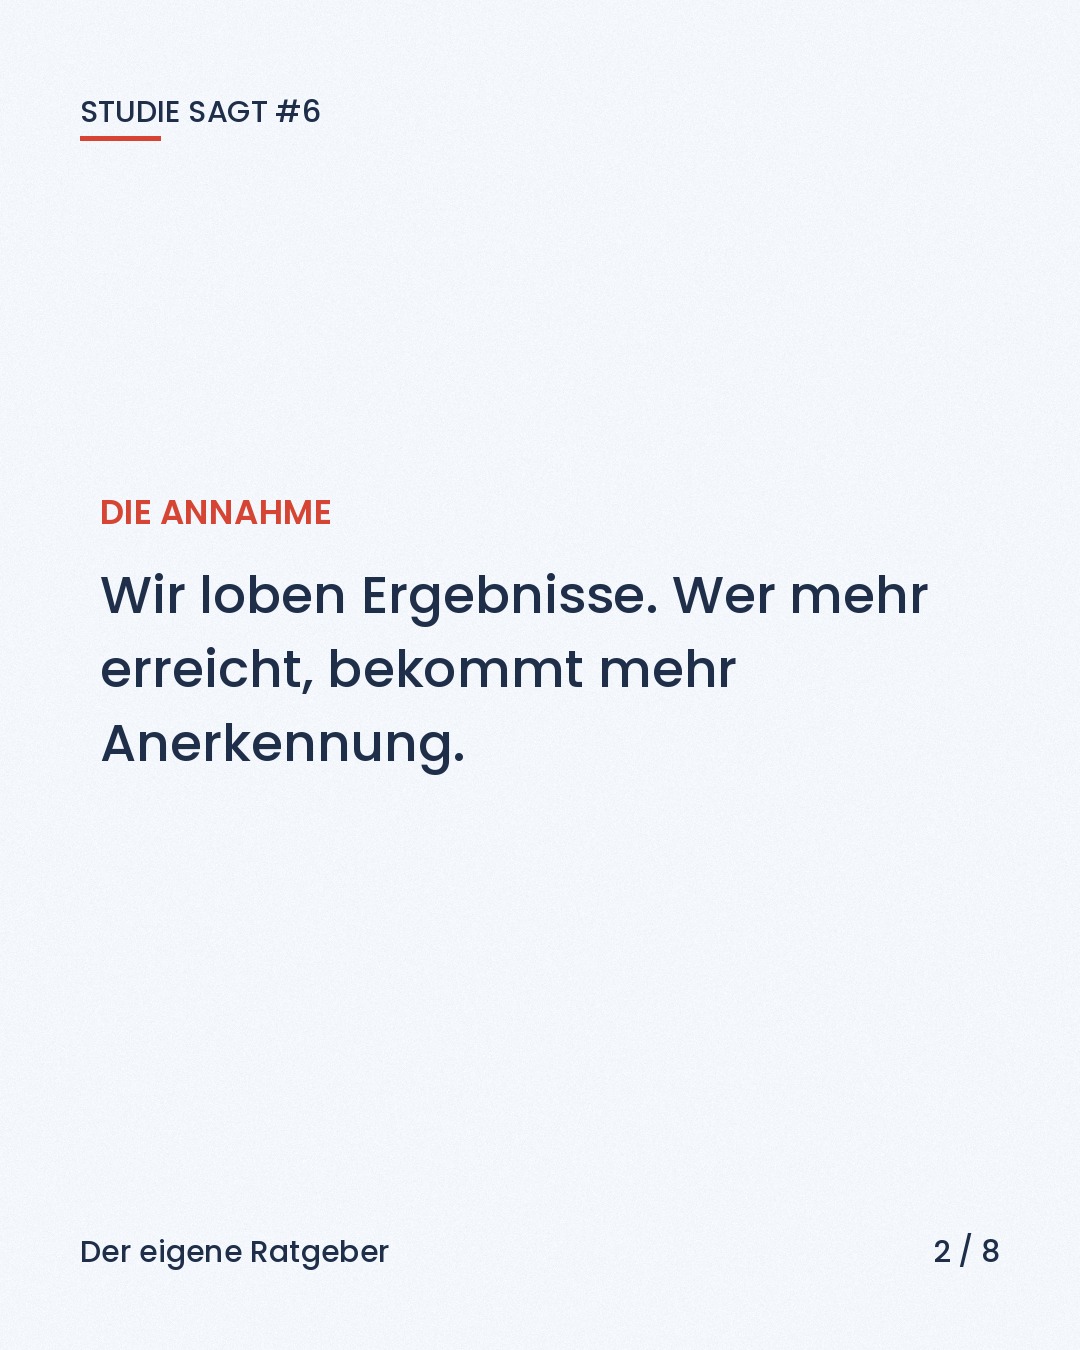 STUDIE SAGT #6
DIE ANNAHME
Wir loben Ergebnisse. Wer mehr
erreicht, bekommt mehr
Anerkennung.
Der eigene Ratgeber
2 / 8